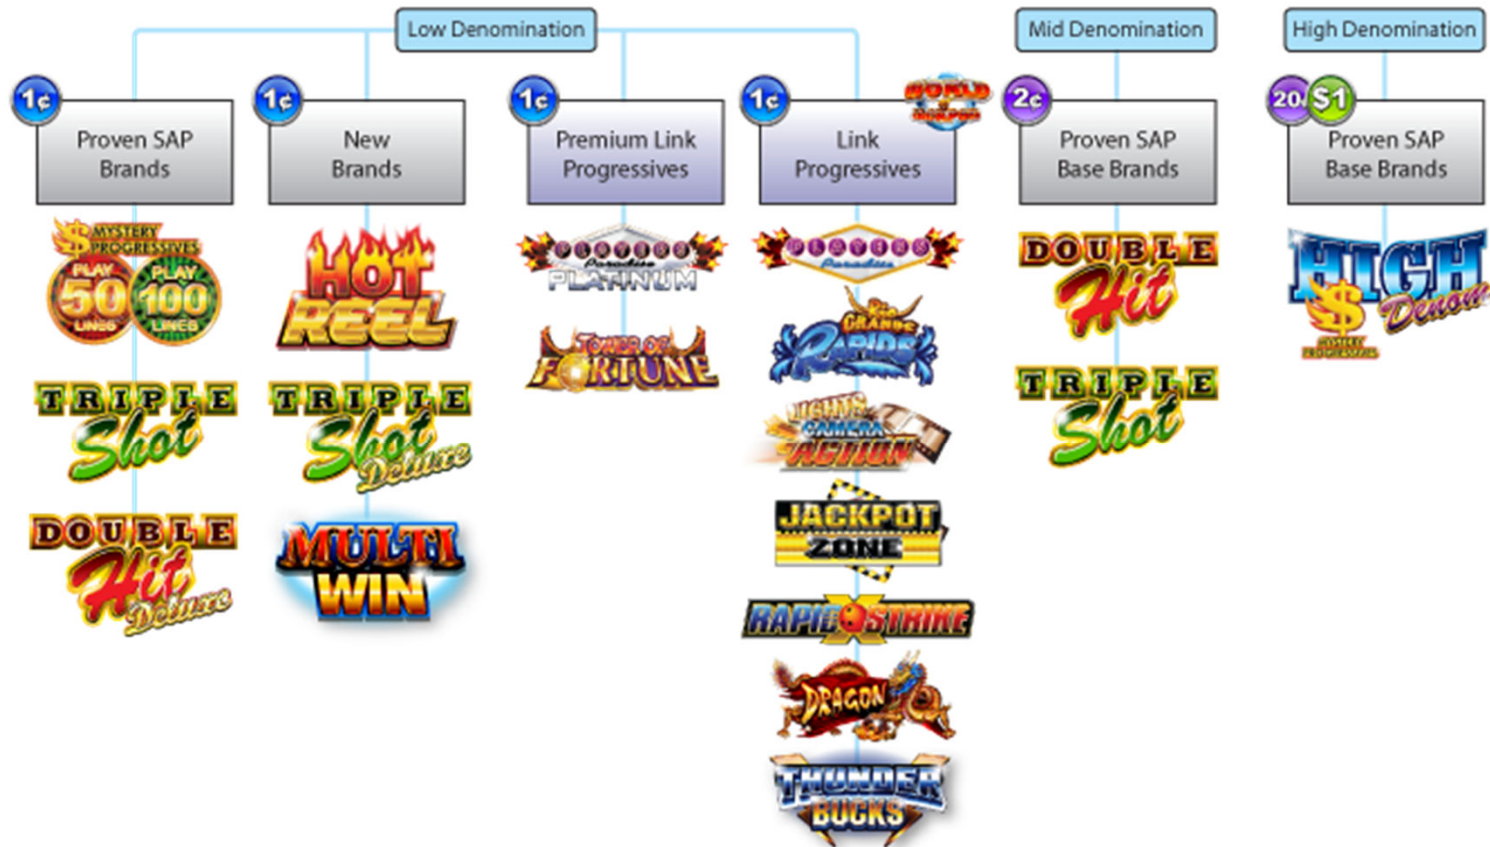 Low Denomination
Mid Denomination
High Denomination
1¢
Proven SAP
Brands
MYSTERY
PROGRESSIVES
PLAY
50
LINES
PLAY
100
LINES
TRIPLE
Shot
DOUBLE
Hit
Deluxe
1¢
New
Brands
HOT
REEL
TRIPLE
Shot
Deluxe
MULTI
WIN
1¢
Premium Link
Progressives
PLAYERS
Paradise
PLATINUM
TOWER OF
FORTUNE
1¢
WORLD
Link
Progressives
PLAYERS
Paradise
RIO
GRANDE
RAPIDS
LIGHTS
CAMERA
ACTION
JACKPOT
ZONE
RAPID X STRIKE
DRAGON
THUNDER
BUCKS
2¢
Proven SAP
Base Brands
DOUBLE
Hit
TRIPLE
Shot
20
$1
Proven SAP
Base Brands
HIGH
Denom